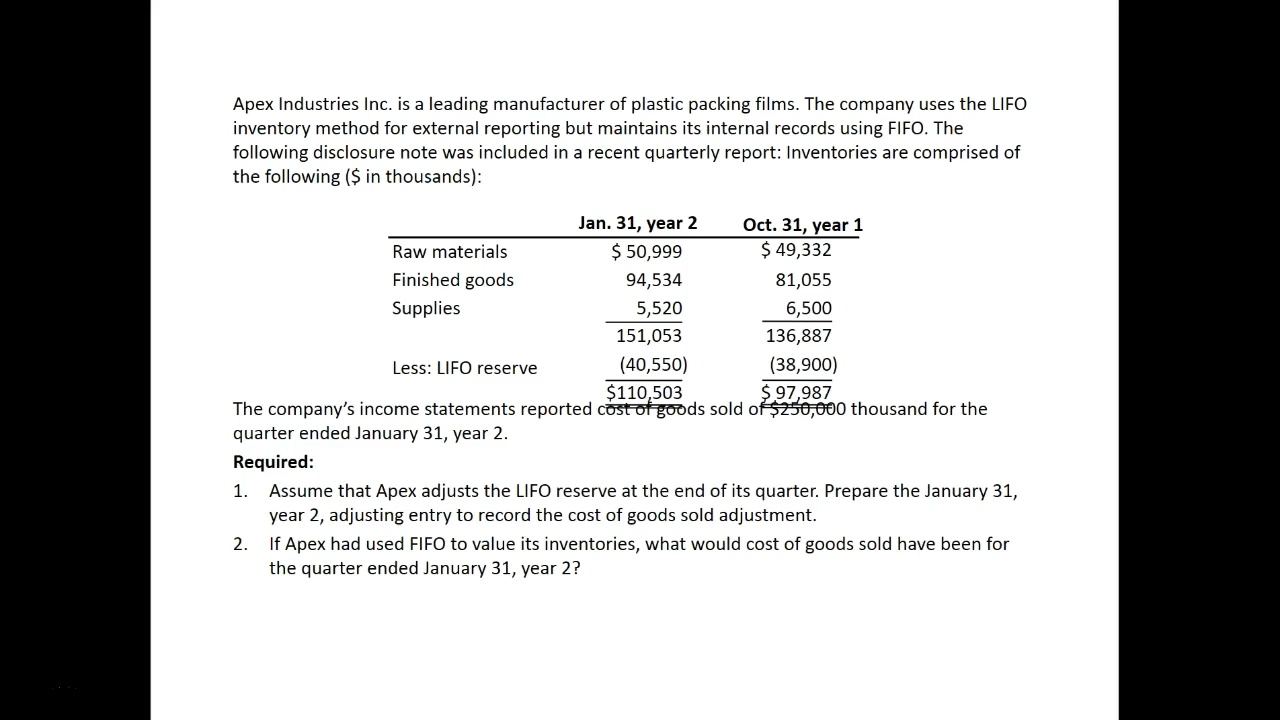 Apex Industries Inc. is a leading manufacturer of plastic packing films. The company uses the LIFO
inventory method for external reporting but maintains its internal records using FIFO. The
following disclosure note was included in a recent quarterly report: Inventories are comprised of
the following ($ in thousands):
Jan. 31, year 2 Oct. 31, year 1
Raw materials $ 50,999 $ 49,332
Finished goods 94,534 81,055
Supplies 5,520 6,500
151,053 136,887
Less: LIFO reserve (40,550) (38,900)
$110,503 $ 97,987
The company's income statements reported cost of goods sold of $250,000 thousand for the
quarter ended January 31, year 2.
Required:
1. Assume that Apex adjusts the LIFO reserve at the end of its quarter. Prepare the January 31,
year 2, adjusting entry to record the cost of goods sold adjustment.
2. If Apex had used FIFO to value its inventories, what would cost of goods sold have been for
the quarter ended January 31, year 2?